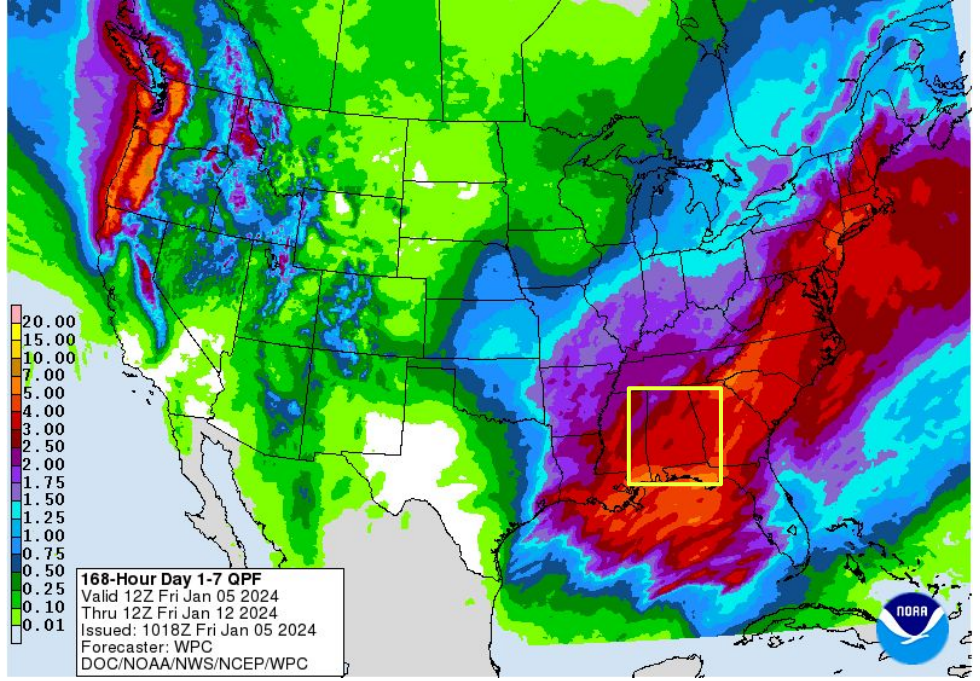 20.00
15.00
10.00
7.00
5.00
4.00
3.00
2.50
2.00
1.75
1.50
1.25
1.00
0.75
0.50
0.25
0.10
0.01
168-Hour Day 1-7 QPF
Valid 12Z Fri Jan 05 2024
Thru 12Z Fri Jan 12 2024
Issued: 1018Z Fri Jan 05 2024
Forecaster: WPC
DOC/NOAA/NWS/NCEP/WPC
NOAA